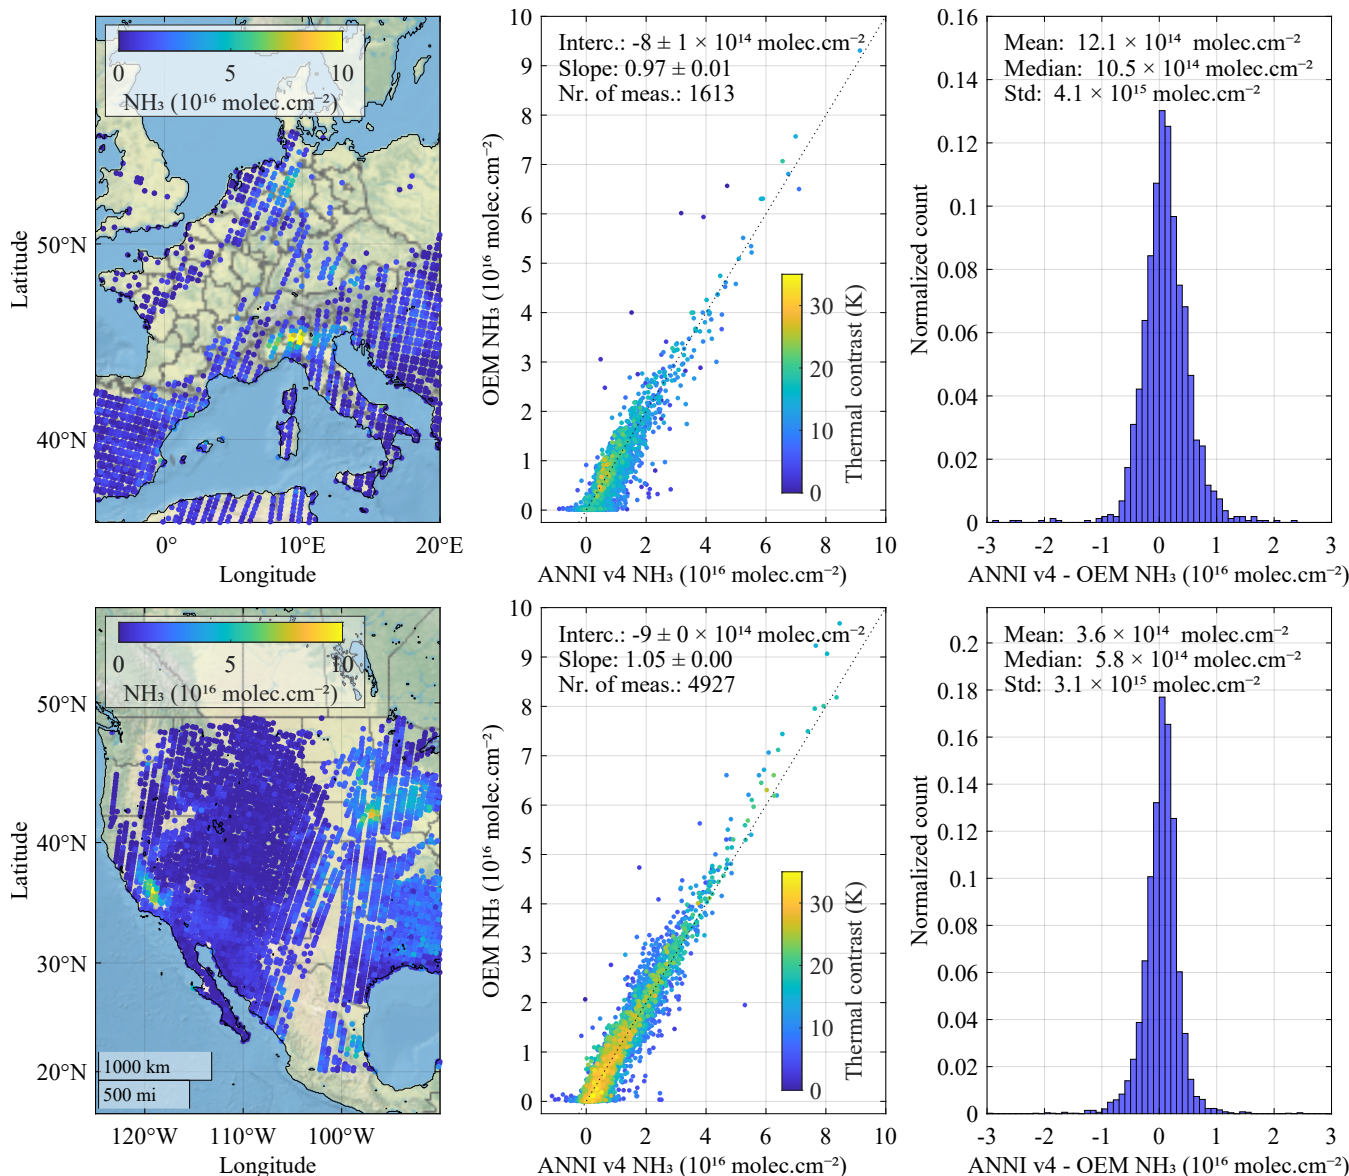 0 5 10
NH₃ (10¹⁶ molec.cm⁻²)
50°N
40°N
Latitude
0° 10°E 20°E
Longitude
Interc.: -8 ± 1 × 10¹⁴ molec.cm⁻²
Slope: 0.97 ± 0.01
Nr. of meas.: 1613
10
9
8
7
6
5
4
3
2
1
0
OEM NH₃ (10¹⁶ molec.cm⁻²)
30
20
10
0
Thermal contrast (K)
0 2 4 6 8 10
ANNI v4 NH₃ (10¹⁶ molec.cm⁻²)
Mean: 12.1 × 10¹⁴ molec.cm⁻²
Median: 10.5 × 10¹⁴ molec.cm⁻²
Std: 4.1 × 10¹⁵ molec.cm⁻²
0.16
0.14
0.12
0.1
0.08
0.06
0.04
0.02
0
Normalized count
-3 -2 -1 0 1 2 3
ANNI v4 - OEM NH₃ (10¹⁶ molec.cm⁻²)
0 5 10
NH₃ (10¹⁶ molec.cm⁻²)
50°N
40°N
30°N
20°N
Latitude
1000 km
500 mi
120°W 110°W 100°W
Longitude
Interc.: -9 ± 0 × 10¹⁴ molec.cm⁻²
Slope: 1.05 ± 0.00
Nr. of meas.: 4927
10
9
8
7
6
5
4
3
2
1
0
OEM NH₃ (10¹⁶ molec.cm⁻²)
30
20
10
0
Thermal contrast (K)
0 2 4 6 8 10
ANNI v4 NH₃ (10¹⁶ molec.cm⁻²)
Mean: 3.6 × 10¹⁴ molec.cm⁻²
Median: 5.8 × 10¹⁴ molec.cm⁻²
Std: 3.1 × 10¹⁵ molec.cm⁻²
0.2
0.18
0.16
0.14
0.12
0.1
0.08
0.06
0.04
0.02
0
Normalized count
-3 -2 -1 0 1 2 3
ANNI v4 - OEM NH₃ (10¹⁶ molec.cm⁻²)